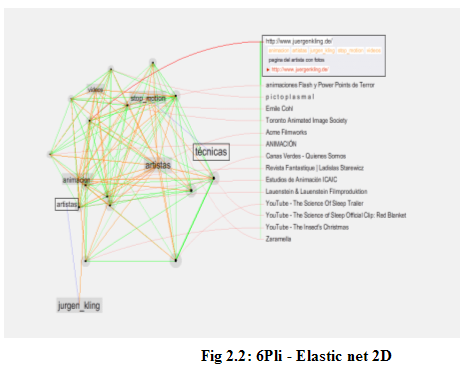 http://www.juergenkling.de/
animacion artistas jurgen_kling stop_motion videos
pagina del artista con fotos
http://www.juergenkling.de
animaciones Flash y Power Points de Terror
pictoplasmal
Emile Cohl
Toronto Animated Image Society
Acme Filmworks
ANIMACIÓN
Canas Verdes - Quienes Somos
Revista Fantastique | Ladislas Starewicz
Estudios de Animación ICAIC
Lauenstein & Lauenstein Filmproduktion
YouTube - The Science Of Sleep Trailer
YouTube - The Science of Sleep Official Clip: Red Blanket
YouTube - The Insect's Christmas
Zaramella
videos
stop_motion
técnicas
artistas
animacion
artistas
jurgen_kling
Fig 2.2: 6Pli - Elastic net 2D